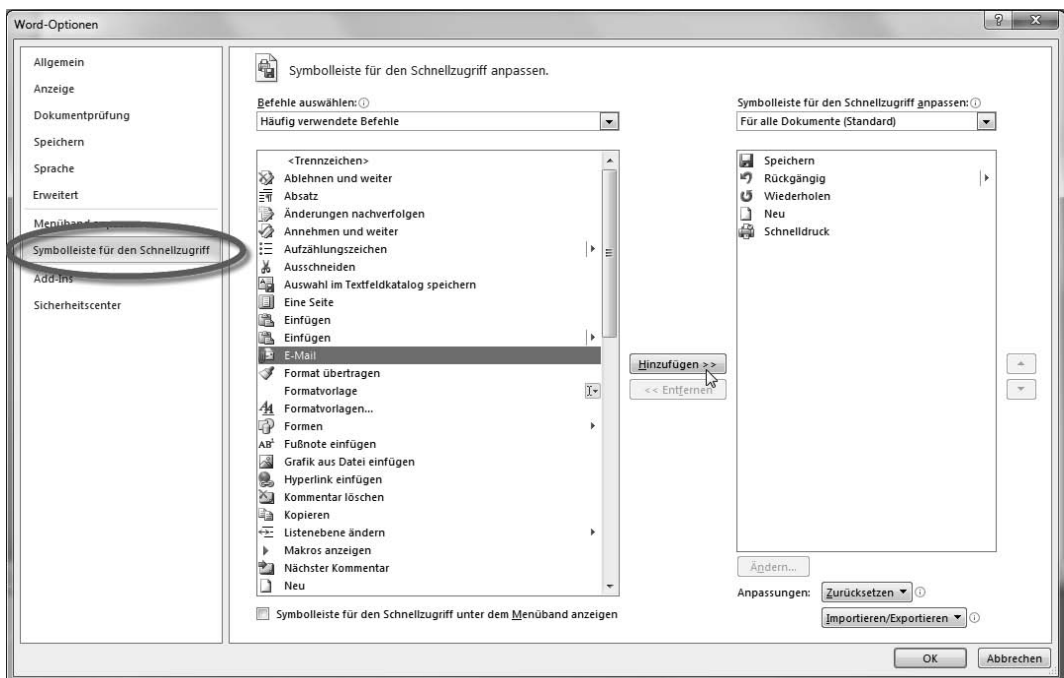 Word-Optionen
Allgemein
Anzeige
Dokumentprüfung
Speichern
Sprache
Erweitert
Menüband
Symbolleiste für den Schnellzugriff
Add-Ins
Sicherheitscenter
Symbolleiste für den Schnellzugriff anpassen.
Befehle auswählen:
Häufig verwendete Befehle
<Trennzeichen>
Ablehnen und weiter
Absatz
Änderungen nachverfolgen
Annehmen und weiter
Aufzählungszeichen
Ausschneiden
Auswahl im Textfeldkatalog speichern
Eine Seite
Einfügen
Einfügen
E-Mail
Format übertragen
Formatvorlage
Formatvorlagen...
Formen
AB¹ Fußnote einfügen
Grafik aus Datei einfügen
Hyperlink einfügen
Kommentar löschen
Kopieren
Listenebene ändern
Makros anzeigen
Nächster Kommentar
Neu
Symbolleiste für den Schnellzugriff unter dem Menüband anzeigen
Hinzufügen >>
<< Entfernen
Symbolleiste für den Schnellzugriff anpassen:
Für alle Dokumente (Standard)
Speichern
Rückgängig
Wiederholen
Neu
Schnelldruck
Ändern...
Anpassungen: Zurücksetzen
Importieren/Exportieren
OK Abbrechen